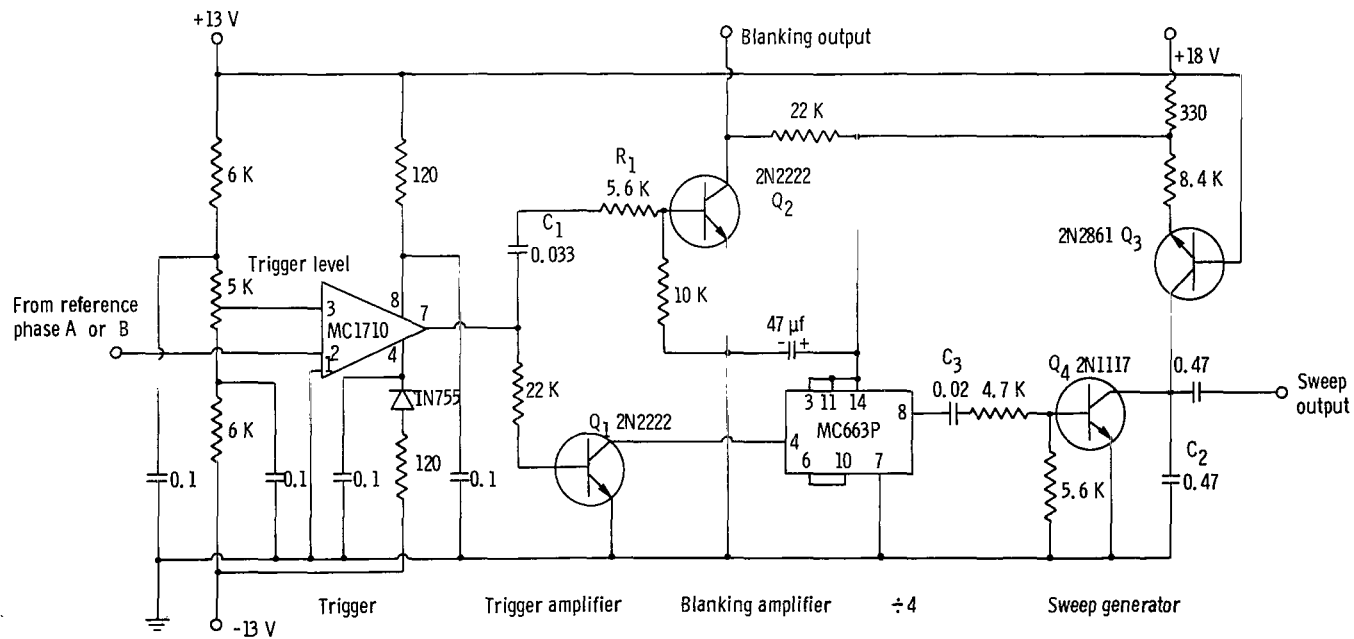 +13 V
Blanking output
+18 V
22 K
330
6 K
120
R1
5.6 K
2N2222
Q2
8.4 K
C1
0.033
2N2861 Q3
Trigger level
5 K
From reference
phase A or B
3
8
7
MC1710
2
1
4
10 K
47 µf
- +
C3
0.02
4.7 K
Q4 2N1117
0.47
Sweep
output
1N755
22 K
3 11 14
8
MC663P
4
6 10 7
6 K
Q1 2N2222
120
5.6 K
C2
0.47
0.1
0.1
0.1
0.1
Trigger
Trigger amplifier
Blanking amplifier
÷4
Sweep generator
-13 V